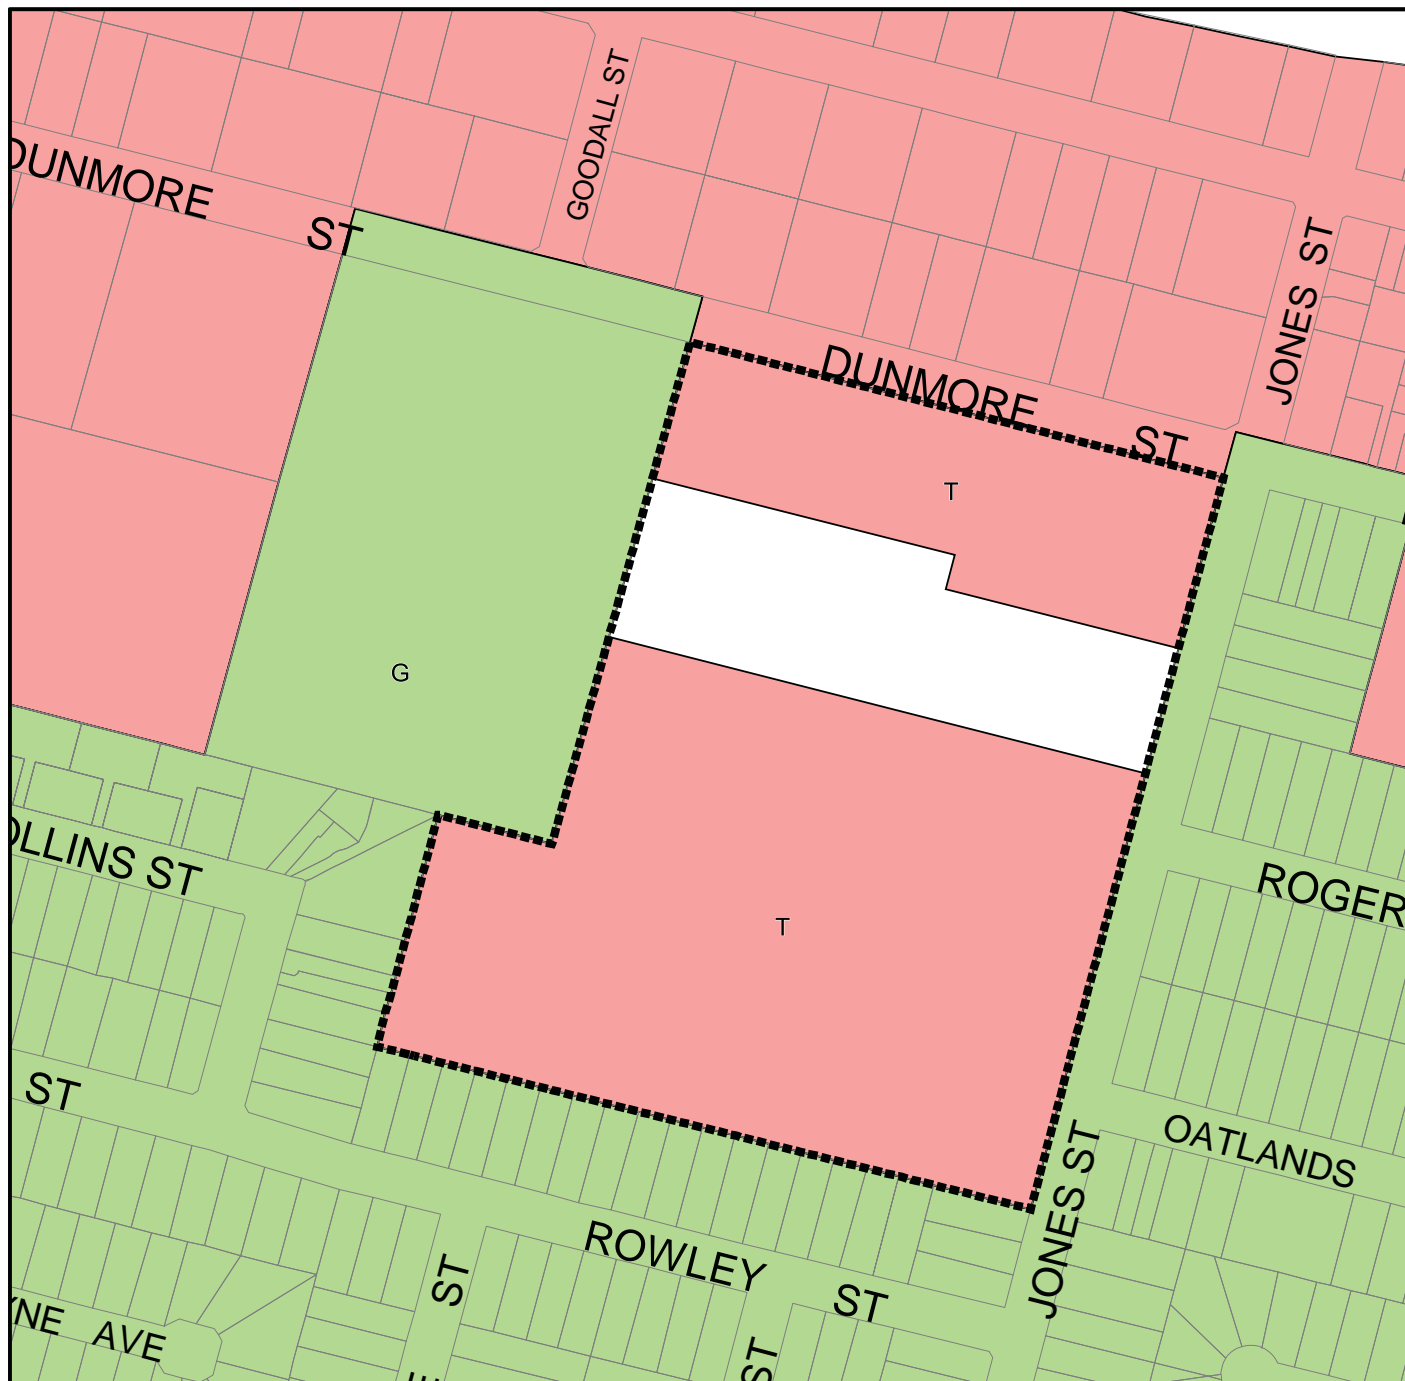 GOODALL ST
DUNMORE ST
JONES ST
DUNMORE ST
T
G
OLLINS ST
ROGER
T
ST
OATLANDS
JONES ST
ROWLEY ST
ST
YNE AVE
ST